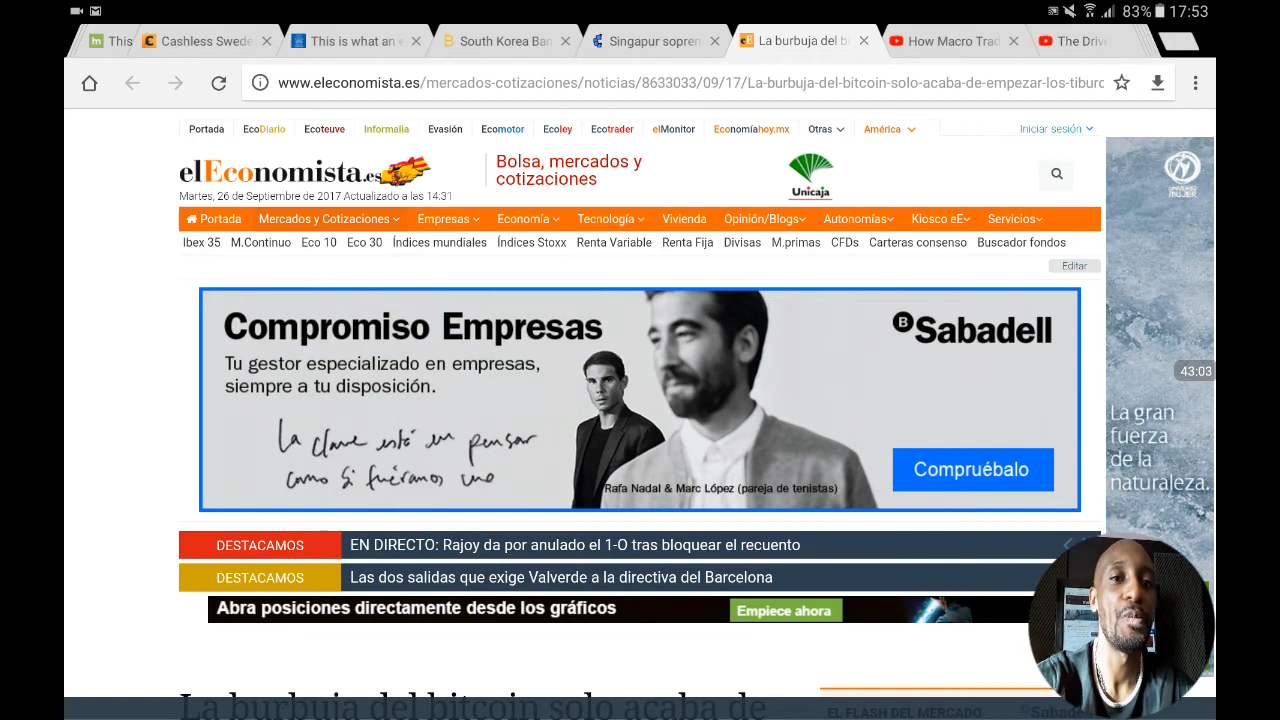 83% 17:53
This
Cashless Swede
This is what an e
South Korea Ban
Singapur sopren
La burbuja del b
How Macro Trad
The Drive
www.eleconomista.es/mercados-cotizaciones/noticias/8633033/09/17/La-burbuja-del-bitcoin-solo-acaba-de-empezar-los-tiburc
Portada EcoDiario Ecoteuve Informalia Evasión Ecomotor Ecoley Ecotrader elMonitor Economíahoy.mx Otras América Iniciar sesión
elEconomista.es
Martes, 26 de Septiembre de 2017 Actualizado a las 14:31
Bolsa, mercados y
cotizaciones
Unicaja
Portada Mercados y Cotizaciones Empresas Economía Tecnología Vivienda Opinión/Blogs Autonomías Kiosco eE Servicios
Ibex 35 M.Continuo Eco 10 Eco 30 Índices mundiales Índices Stoxx Renta Variable Renta Fija Divisas M.primas CFDs Carteras consenso Buscador fondos
Editar
Compromiso Empresas
Tu gestor especializado en empresas,
siempre a tu disposición.
La clave está en pensar
como si fuéramos uno
Rafa Nadal & Marc López (pareja de tenistas)
B Sabadell
Compruébalo
43:03
La gran
fuerza
de la
naturaleza.
DESTACAMOS EN DIRECTO: Rajoy da por anulado el 1-O tras bloquear el recuento
DESTACAMOS Las dos salidas que exige Valverde a la directiva del Barcelona
Abra posiciones directamente desde los gráficos Empiece ahora
La burbuja del bitcoin solo acaba de
EL FLASH DEL MERCADO Sabadell